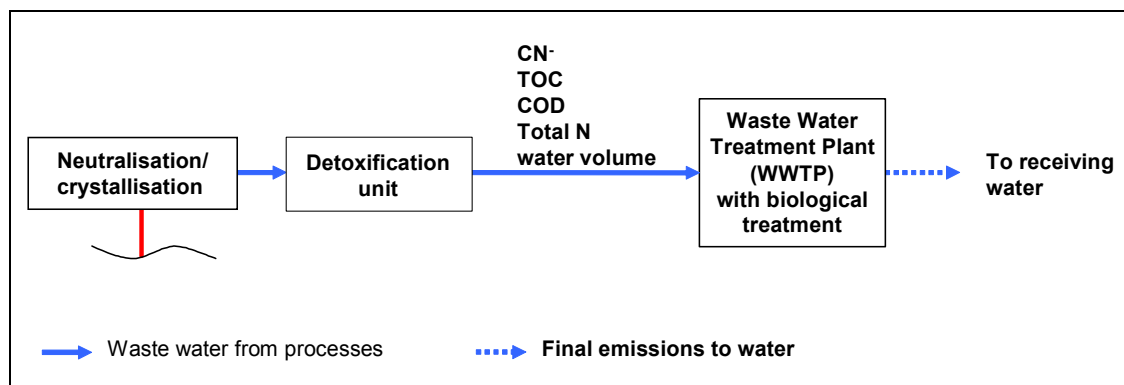 CN-
TOC
COD
Total N
water volume
Neutralisation/
crystallisation
Detoxification
unit
Waste Water
Treatment Plant
(WWTP)
with biological
treatment
To receiving
water
Waste water from processes
Final emissions to water